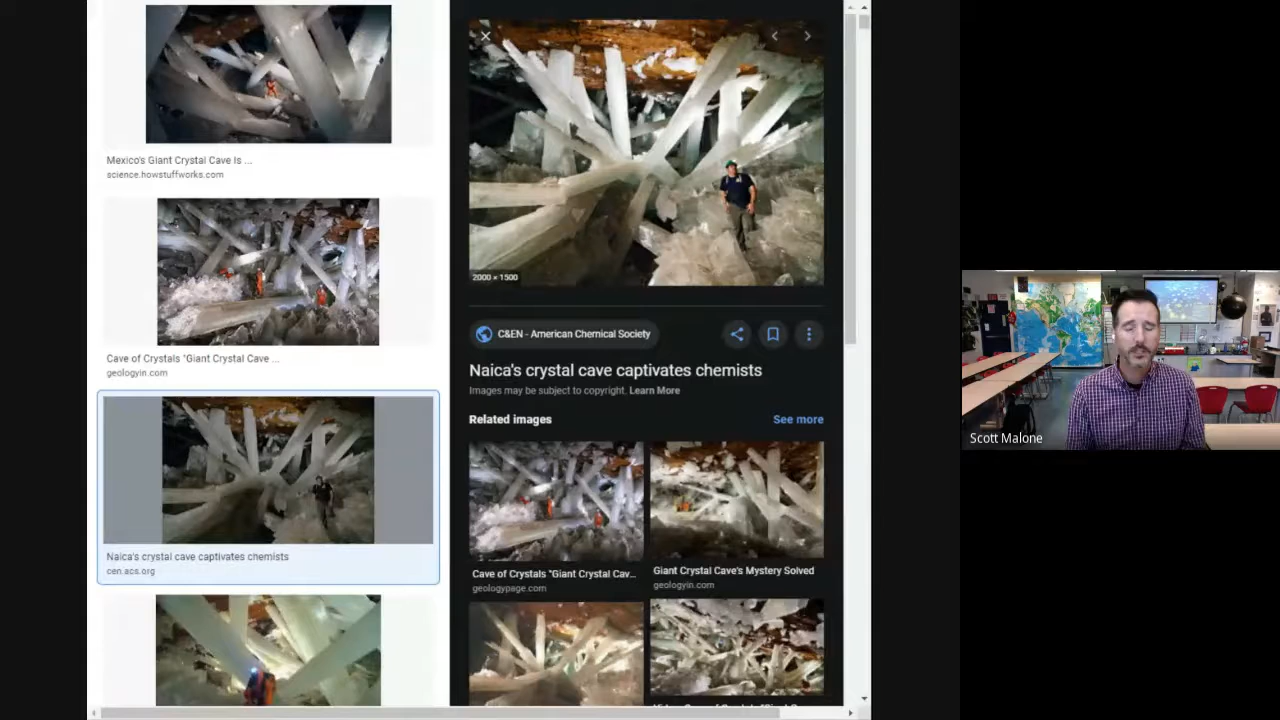 Mexico's Giant Crystal Cave Is ...
science.howstuffworks.com
Cave of Crystals "Giant Crystal Cave ...
geologyin.com
Naica's crystal cave captivates chemists
cen.acs.org
2000 × 1500
C&EN - American Chemical Society
Naica's crystal cave captivates chemists
Images may be subject to copyright. Learn More
Related images
See more
Cave of Crystals "Giant Crystal Cav...
geologypage.com
Giant Crystal Cave's Mystery Solved
geologyin.com
Scott Malone